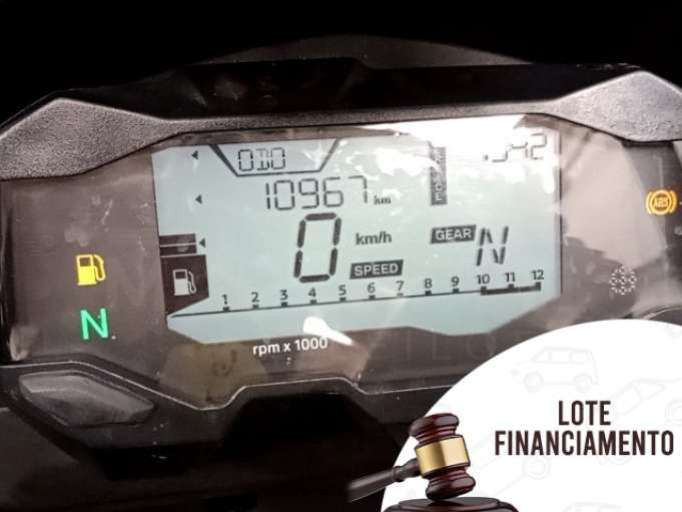 ODO
10967 km
0 km/h
SPEED
GEAR N
1 2 3 4 5 6 7 8 9 10 11 12
rpm x 1000
N
ABS
LOTE
FINANCIAMENTO